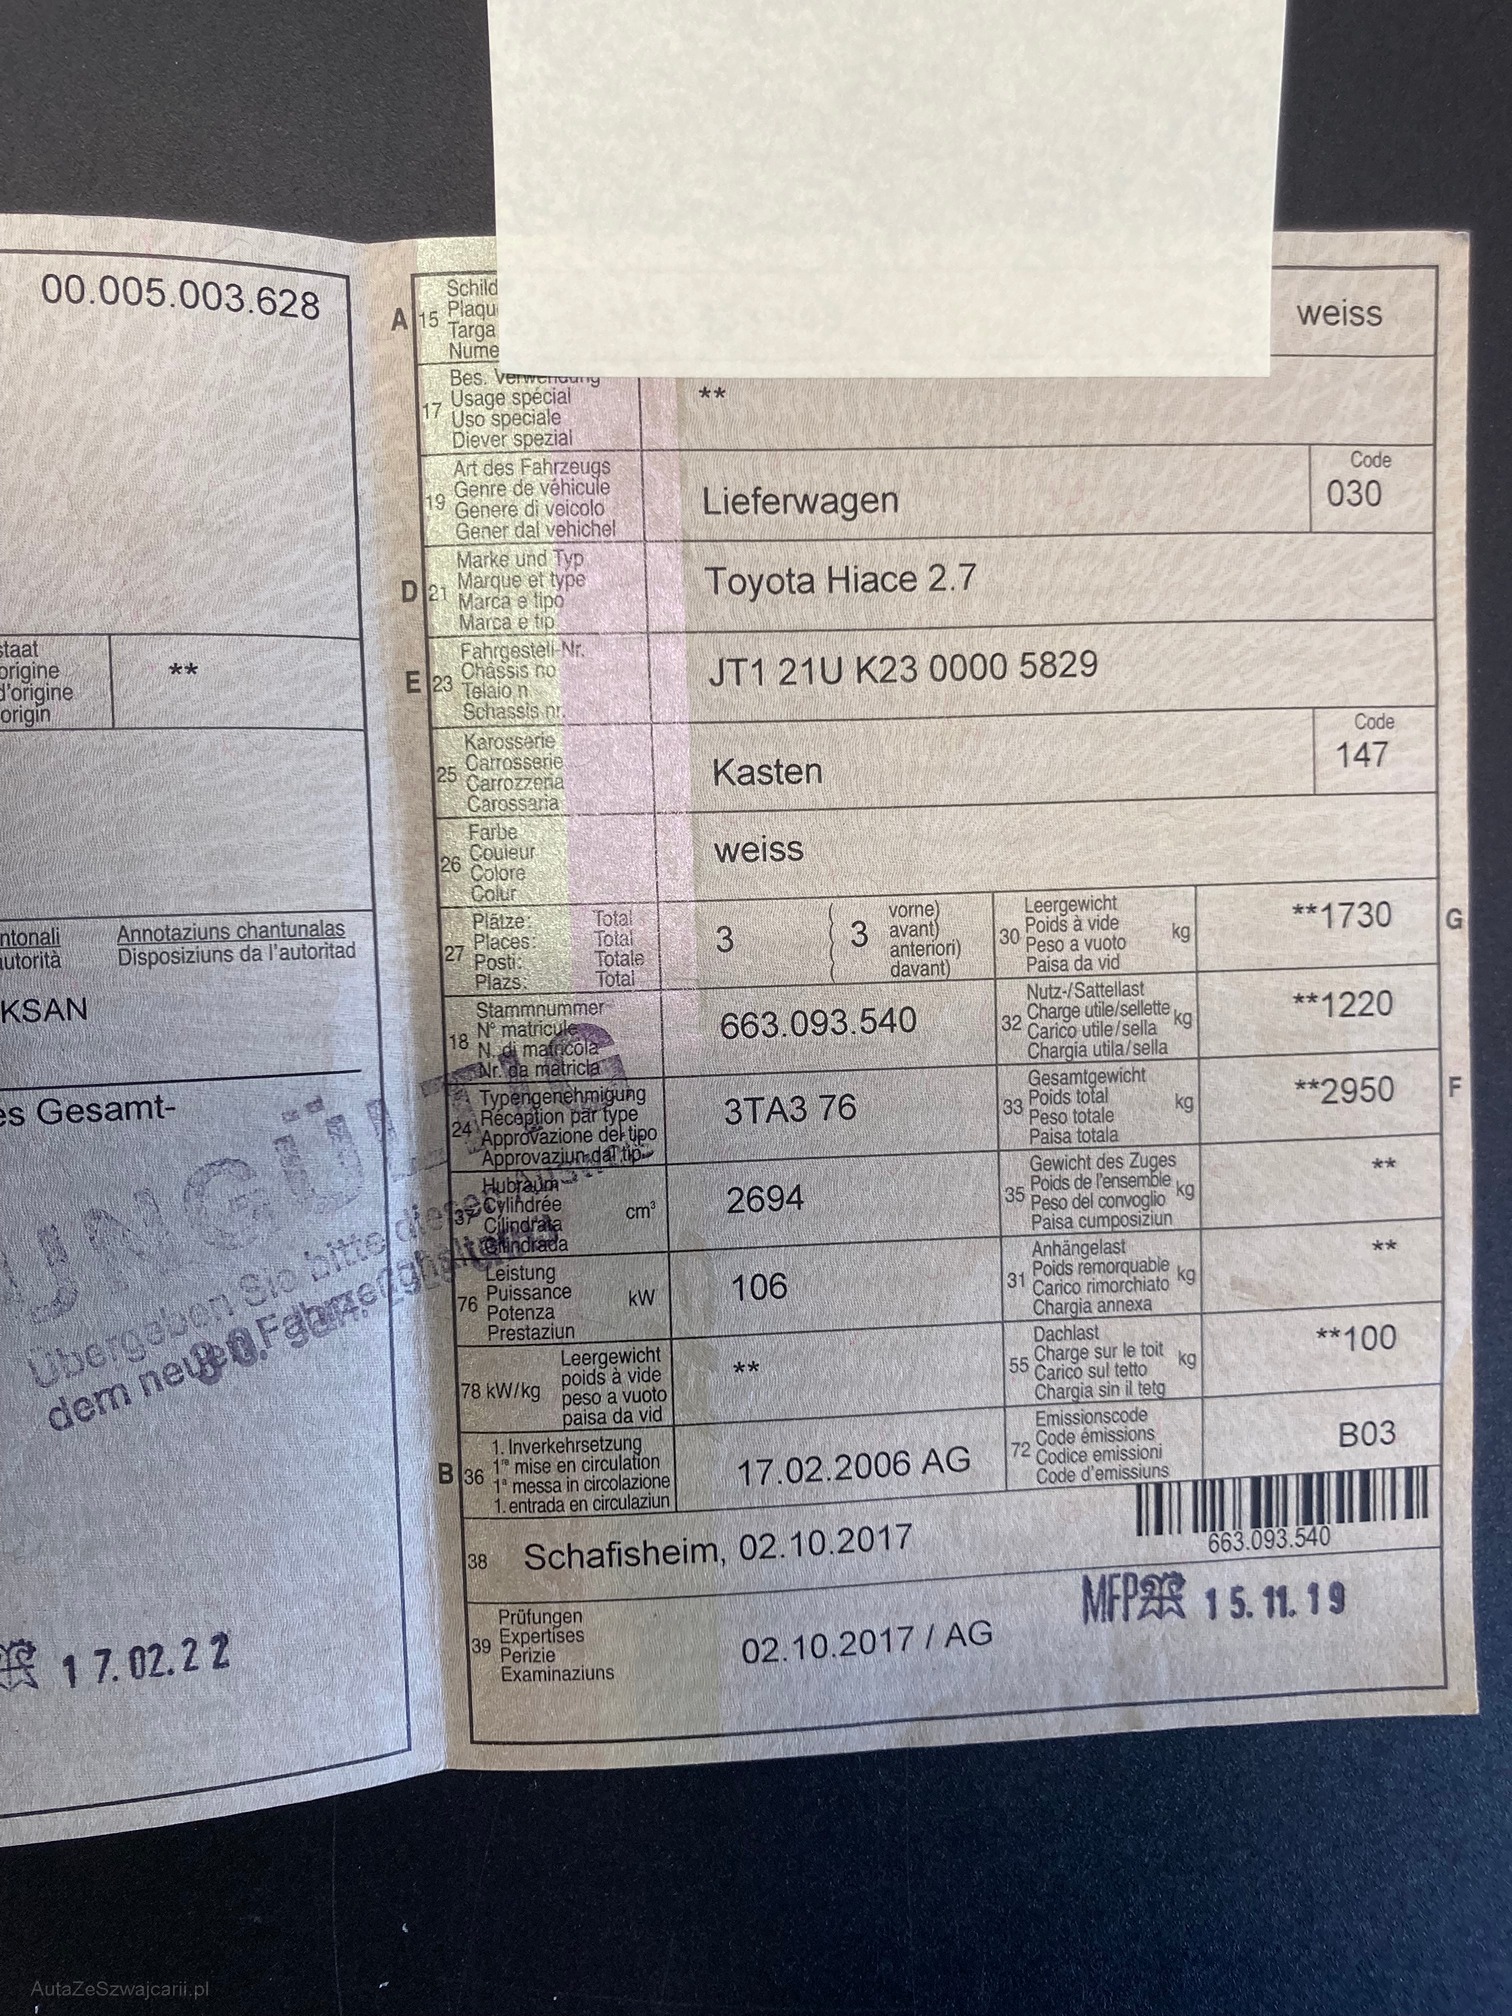 00.005.003.628
staat
origine
d'origine
origin
**
ntonali
utorità
Annotaziuns chantunalas
Disposiziuns da l'autoritad
KSAN
es Gesamt-
UNGÜLTIG
Übergeben Sie bitte diesen
dem neuen Fahrzeughalter
17.02.22
A
15
Schild
Plaqu
Targa
Nume
weiss
17
Bes. Verwendung
Usage spécial
Uso speciale
Diever spezial
**
19
Art des Fahrzeugs
Genre de véhicule
Genere di veicolo
Gener dal vehichel
Lieferwagen
Code
030
D
21
Marke und Typ
Marque et type
Marca e tipo
Marca e tip
Toyota Hiace 2.7
E
23
Fahrgestell-Nr.
Châssis no
Telaio n.
Schassis nr.
JT1 21U K23 0000 5829
25
Karosserie
Carrosserie
Carrozzeria
Carossaria
Kasten
Code
147
26
Farbe
Couleur
Colore
Colur
weiss
27
Plätze: Total
Places: Total
Posti: Totale
Plazs: Total
3
3
vorne)
avant)
anteriori)
davant)
30
Leergewicht
Poids à vide
Peso a vuoto
Paisa da vid
kg
**1730
G
18
Stammnummer
N° matricule
N. di matricola
Nr. da matricla
663.093.540
32
Nutz-/Sattellast
Charge utile/sellette
Carico utile/sella
Chargia utila/sella
kg
**1220
24
Typengenehmigung
Réception par type
Approvazione del tipo
Approvaziun dal tip
3TA3 76
33
Gesamtgewicht
Poids total
Peso totale
Paisa totala
kg
**2950
F
37
Hubraum
Cylindrée
Cilindrata
Cilindrada
cm³
2694
35
Gewicht des Zuges
Poids de l'ensemble
Peso del convoglio
Paisa cumposiziun
kg
**
76
Leistung
Puissance
Potenza
Prestaziun
kW
106
31
Anhängelast
Poids remorquable
Carico rimorchiato
Chargia annexa
kg
**
78 kW/kg
Leergewicht
poids à vide
peso a vuoto
paisa da vid
**
55
Dachlast
Charge sur le toit
Carico sul tetto
Chargia sin il tetg
kg
**100
B
36
1. Inverkehrsetzung
1re mise en circulation
1a messa in circolazione
1. entrada en circulaziun
17.02.2006 AG
72
Emissionscode
Code émissions
Codice emissioni
Code d'emissiuns
B03
663.093.540
38
Schafisheim, 02.10.2017
39
Prüfungen
Expertises
Perizie
Examinaziuns
02.10.2017 / AG
MFP
15.11.19
AutaZeSzwajcarii.pl